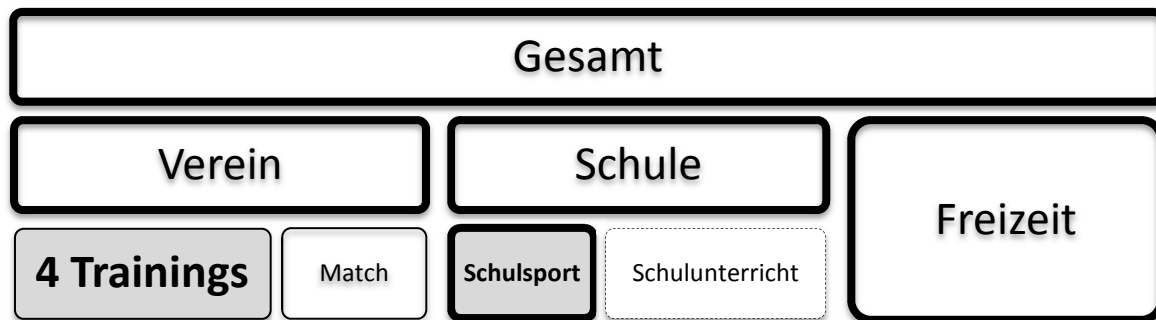 Gesamt
Verein
Schule
Freizeit
4 Trainings
Match
Schulsport
Schulunterricht